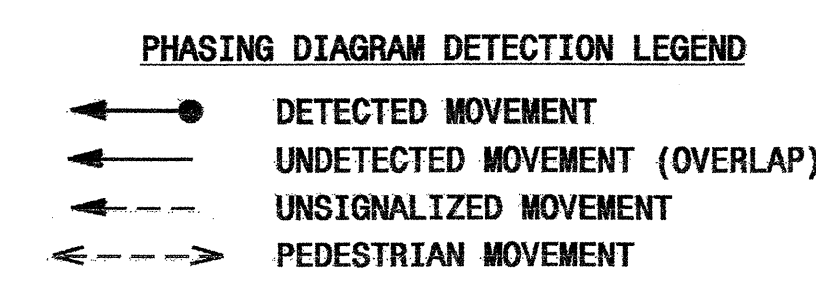 PHASING DIAGRAM DETECTION LEGEND
DETECTED MOVEMENT
UNDETECTED MOVEMENT (OVERLAP)
UNSIGNALIZED MOVEMENT
PEDESTRIAN MOVEMENT